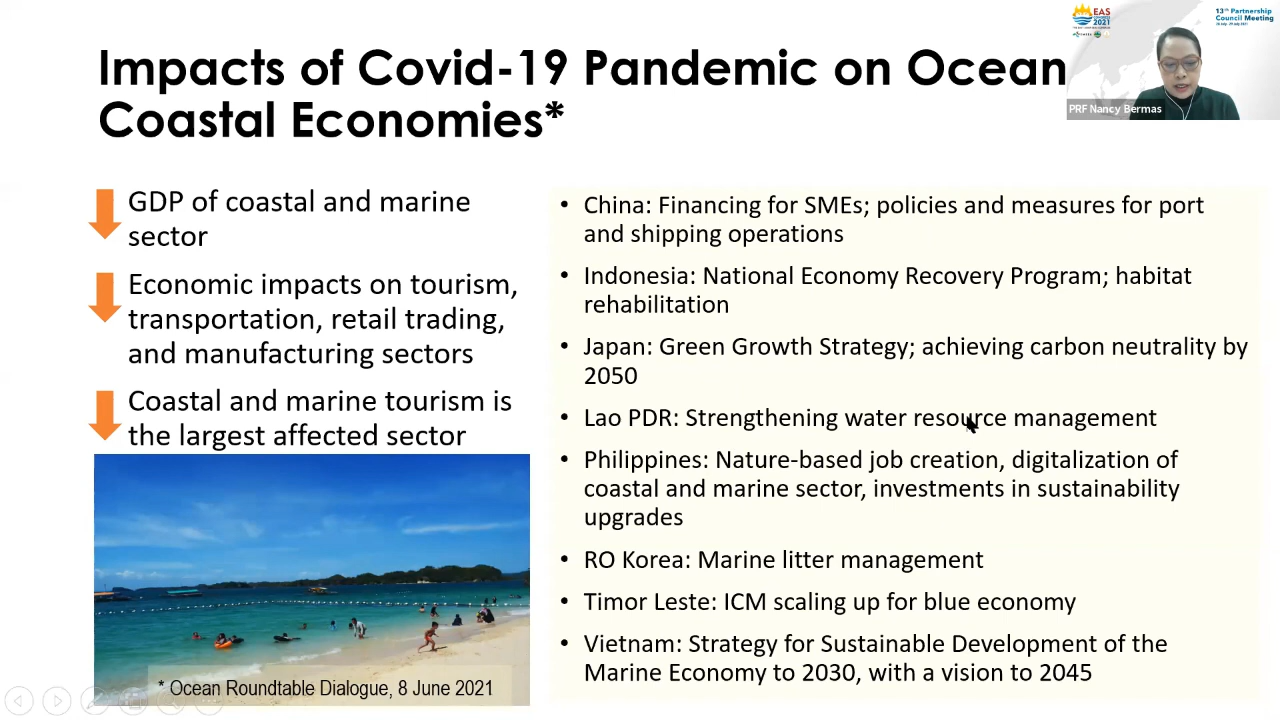 Impacts of Covid-19 Pandemic on Ocean
Coastal Economies*
EAS
CONGRESS
2021
13th Partnership
Council Meeting
PRF Nancy Bermas
GDP of coastal and marine
sector
Economic impacts on tourism,
transportation, retail trading,
and manufacturing sectors
Coastal and marine tourism is
the largest affected sector
* Ocean Roundtable Dialogue, 8 June 2021
• China: Financing for SMEs; policies and measures for port
and shipping operations
• Indonesia: National Economy Recovery Program; habitat
rehabilitation
• Japan: Green Growth Strategy; achieving carbon neutrality by
2050
• Lao PDR: Strengthening water resource management
• Philippines: Nature-based job creation, digitalization of
coastal and marine sector, investments in sustainability
upgrades
• RO Korea: Marine litter management
• Timor Leste: ICM scaling up for blue economy
• Vietnam: Strategy for Sustainable Development of the
Marine Economy to 2030, with a vision to 2045